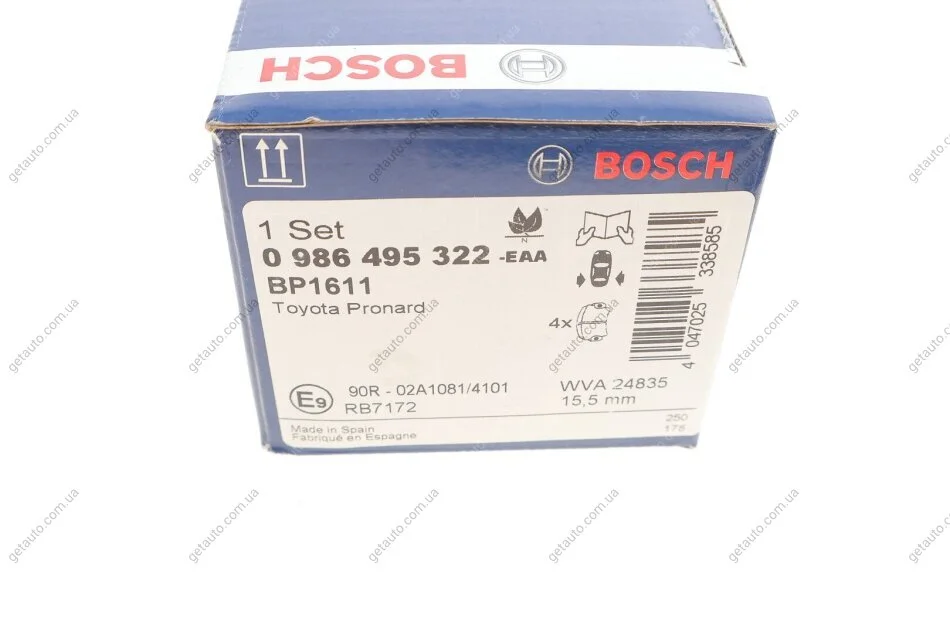 BOSCH
BOSCH
1 Set
N
0 986 495 322 -EAA
BP1611
Toyota Pronard
4x
4 047025 338585
E9
90R - 02A1081/4101
RB7172
WVA 24835
15,5 mm
Made in Spain
Fabriqué en Espagne
250
175
getauto.com.ua